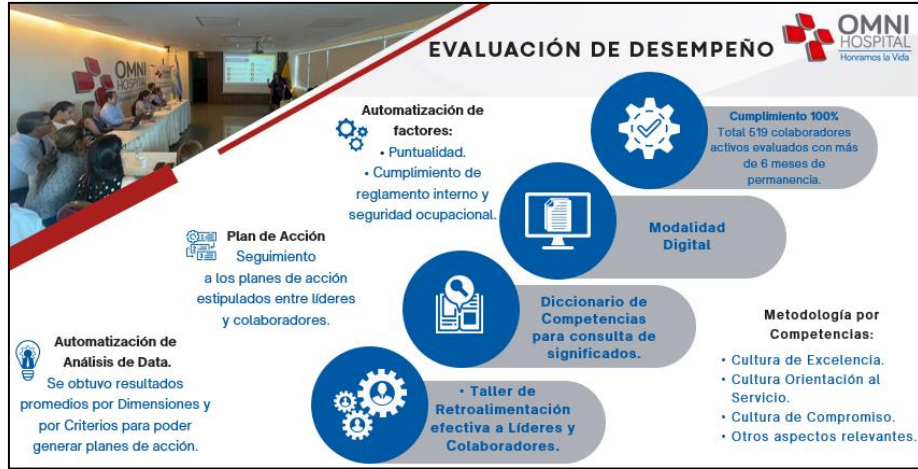 EVALUACIÓN DE DESEMPEÑO
OMNI
HOSPITAL
Honramos la Vida
OMNI
HOSPITAL
Automatización de
factores:
• Puntualidad.
• Cumplimiento de
reglamento interno y
seguridad ocupacional.
Cumplimiento 100%
Total 519 colaboradores
activos evaluados con más
de 6 meses de
permanencia.
Modalidad
Digital
Plan de Acción
Seguimiento
a los planes de acción
estipulados entre líderes
y colaboradores.
Diccionario de
Competencias
para consulta de
significados.
Metodología por
Competencias:
• Cultura de Excelencia.
• Cultura Orientación al
Servicio.
• Cultura de Compromiso.
• Otros aspectos relevantes.
Automatización de
Análisis de Data.
Se obtuvo resultados
promedios por Dimensiones y
por Criterios para poder
generar planes de acción.
• Taller de
Retroalimentación
efectiva a Líderes y
Colaboradores.